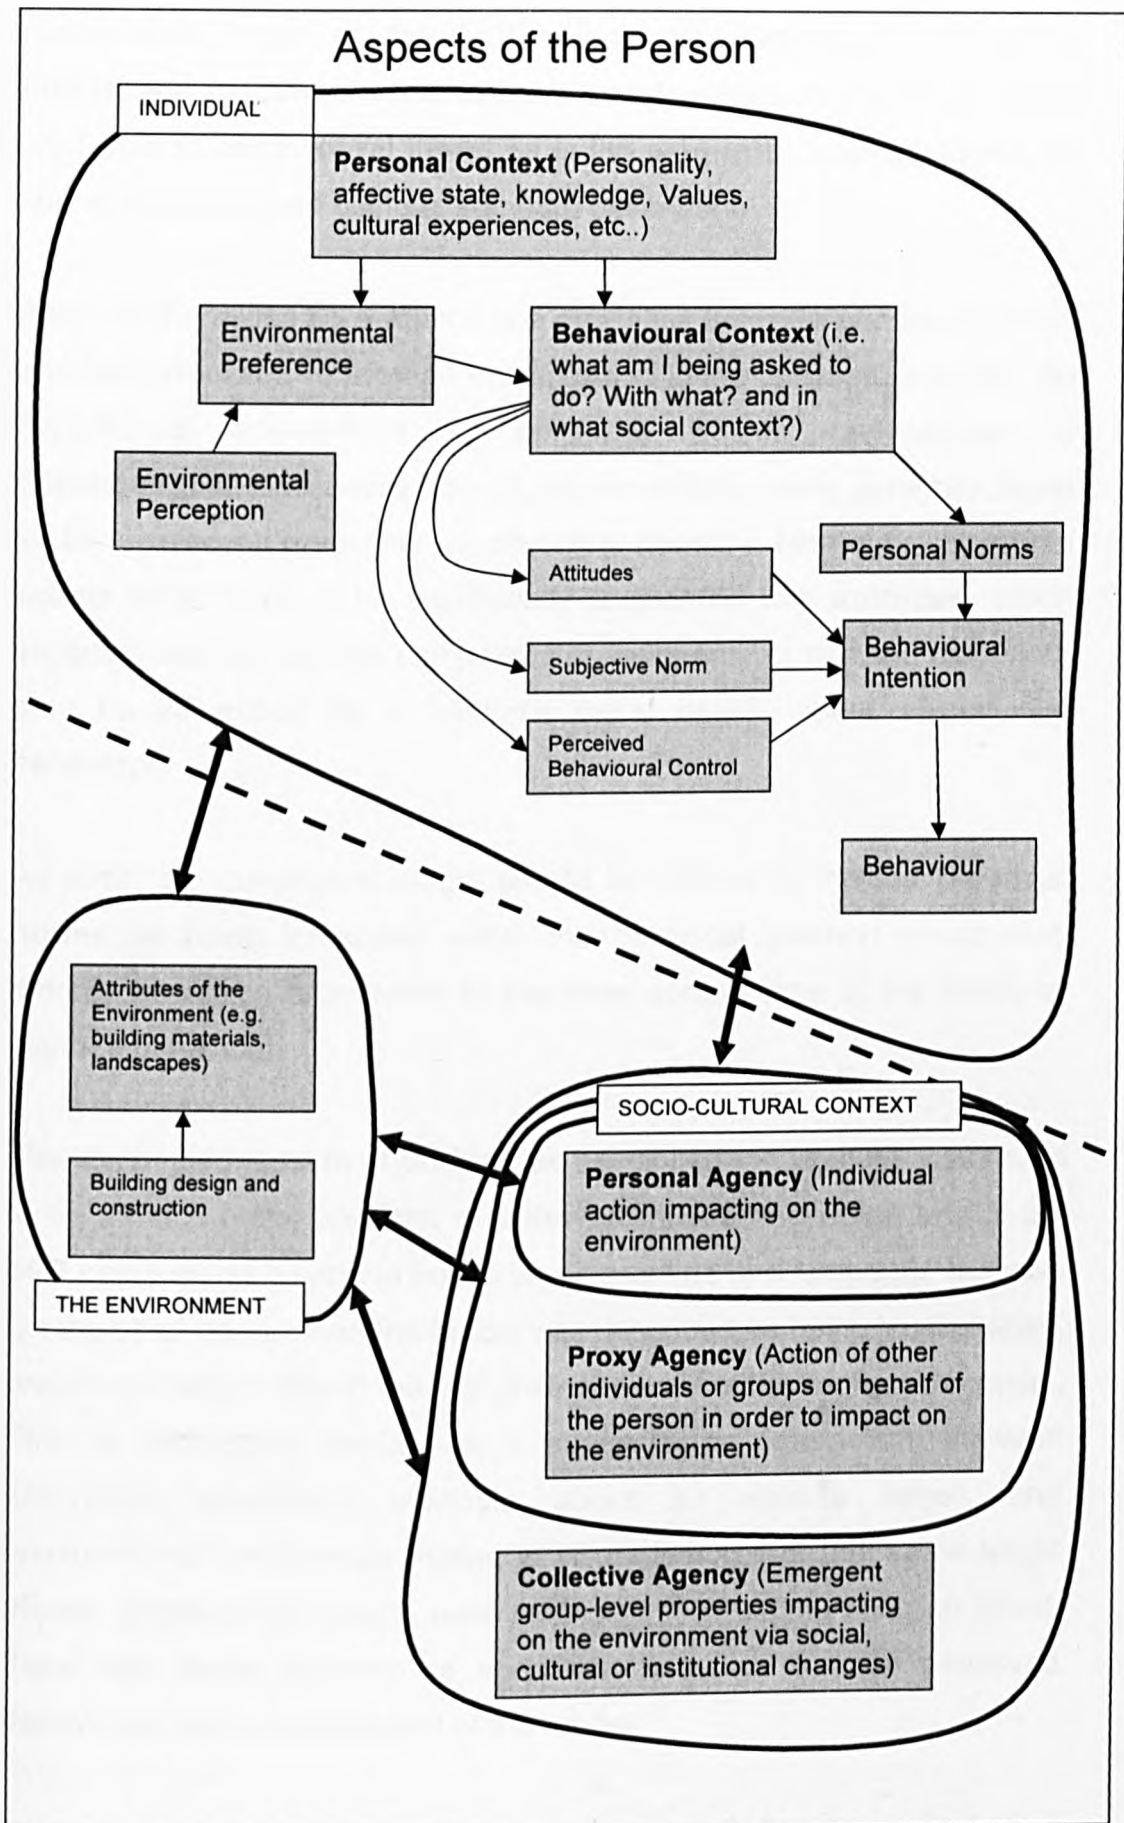 Aspects of the Person
INDIVIDUAL
Personal Context (Personality,
affective state, knowledge, Values,
cultural experiences, etc..)
Environmental
Preference
Behavioural Context (i.e.
what am I being asked to
do? With what? and in
what social context?)
Environmental
Perception
Personal Norms
Attitudes
Subjective Norm
Behavioural
Intention
Perceived
Behavioural Control
Behaviour
Attributes of the
Environment (e.g.
building materials,
landscapes)
Building design and
construction
THE ENVIRONMENT
SOCIO-CULTURAL CONTEXT
Personal Agency (Individual
action impacting on the
environment)
Proxy Agency (Action of other
individuals or groups on behalf of
the person in order to impact on
the environment)
Collective Agency (Emergent
group-level properties impacting
on the environment via social,
cultural or institutional changes)